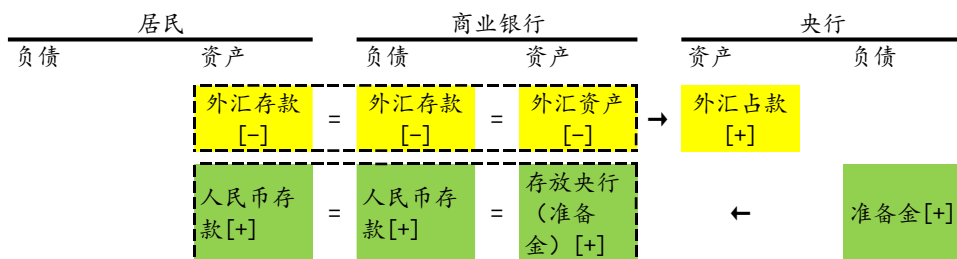 居民 商业银行 央行
负债 资产 负债 资产 资产 负债
外汇存款 = 外汇存款 = 外汇资产 → 外汇占款
[−] [−] [−] [+]
人民币存款[+] = 人民币存款[+] = 存放央行（准备金）[+] ← 准备金[+]